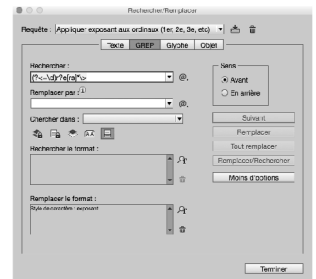 Rechercher/Remplacer
Requête : Appliquer exposant aux ordinaux (1er, 2e, 3e, etc)
Texte GREP Glyphe Objet
Rechercher :
Remplacer par :
Chercher dans :
Rechercher le format :
Remplacer le format :
Style de caractère : exposant
Sens
Avant
En arrière
Suivant
Remplacer
Tout remplacer
Remplacer/Rechercher
Moins d'options
Terminer